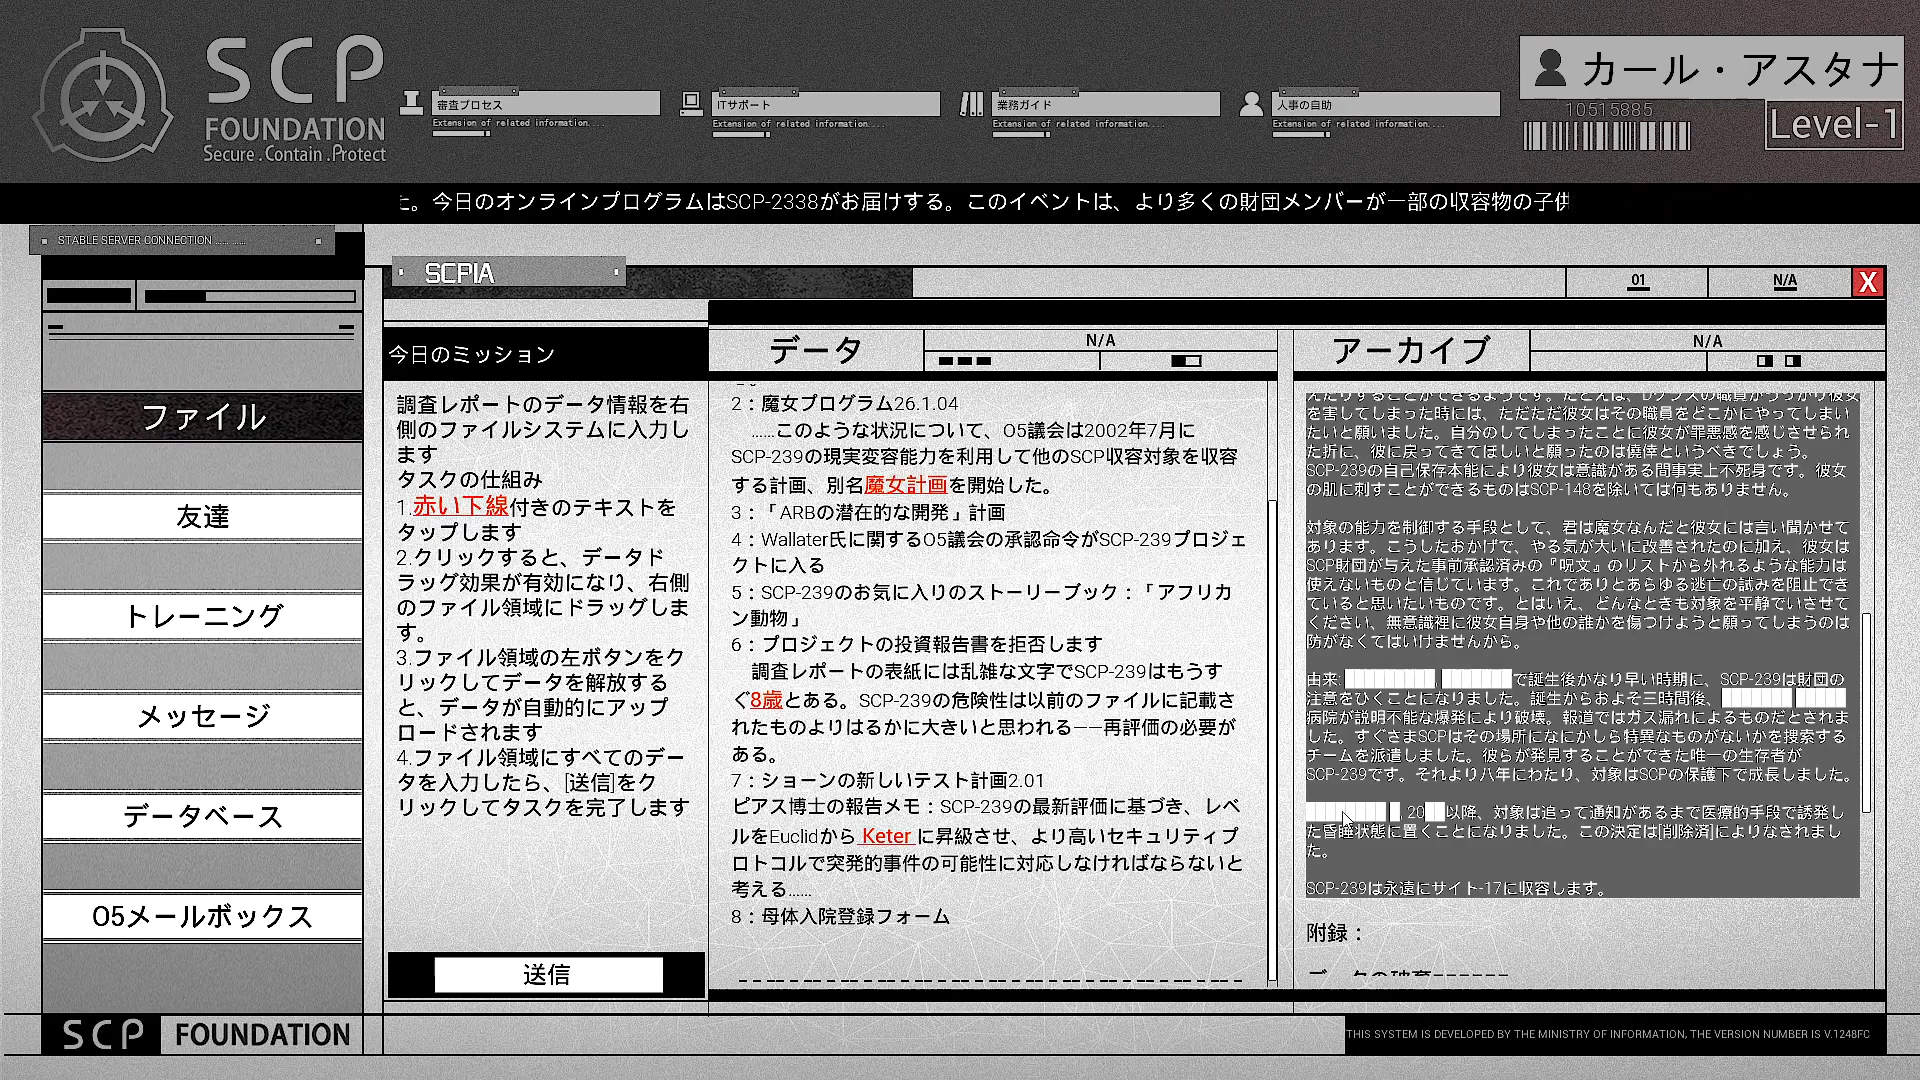 SCP
FOUNDATION
Secure .Contain .Protect
審査プロセス
Extension of related information....
ITサポート
Extension of related information....
業務ガイド
Extension of related information....
人事の自助
Extension of related information....
カール・アスタナ
10515885
Level-1
た。今日のオンラインプログラムはSCP-2338がお届けする。このイベントは、より多くの財団メンバーが一部の収容物の子供
STABLE SERVER CONNECTION ..... .....
SCPIA
01
N/A
X
今日のミッション
調査レポートのデータ情報を右
側のファイルシステムに入力し
ます
タスクの仕組み
1.赤い下線付きのテキストを
タップします
2.クリックすると、データド
ラッグ効果が有効になり、右側
のファイル領域にドラッグしま
す。
3.ファイル領域の左ボタンをク
リックしてデータを解放する
と、データが自動的にアップ
ロードされます
4.ファイル領域にすべてのデー
タを入力したら、[送信]をク
リックしてタスクを完了します
送信
データ
N/A
2：魔女プログラム26.1.04
......このような状況について、O5議会は2002年7月に
SCP-239の現実変容能力を利用して他のSCP収容対象を収容
する計画、別名魔女計画を開始した。
3：「ARBの潜在的な開発」計画
4：Wallater氏に関するO5議会の承認命令がSCP-239プロジェ
クトに入る
5：SCP-239のお気に入りのストーリーブック：「アフリカ
ン動物」
6：プロジェクトの投資報告書を拒否します
調査レポートの表紙には乱雑な文字でSCP-239はもうす
ぐ8歳とある。SCP-239の危険性は以前のファイルに記載さ
れたものよりはるかに大きいと思われる——再評価の必要が
ある。
7：ショーンの新しいテスト計画2.01
ピアス博士の報告メモ：SCP-239の最新評価に基づき、レベ
ルをEuclidから Keter に昇級させ、より高いセキュリティプ
ロトコルで突発的事件の可能性に対応しなければならないと
考える......
8：母体入院登録フォーム
アーカイブ
N/A
えたりすることができるようです。たとえば、Dクラスの職員がうっかり彼女
を害してしまった時には、ただただ彼女はその職員をどこかにやってしまい
たいと願いました。自分のしてしまったことに彼女が罪悪感を感じさせられ
た折に、彼に戻ってきてほしいと願ったのは僥倖というべきでしょう。
SCP-239の自己保存本能により彼女は意識がある間事実上不死身です。彼女
の肌に刺すことができるものはSCP-148を除いては何もありません。
対象の能力を制御する手段として、君は魔女なんだと彼女には言い聞かせて
あります。こうしたおかげで、やる気が大いに改善されたのに加え、彼女は
SCP財団が与えた事前承認済みの『呪文』のリストから外れるような能力は
使えないものと信じています。これでありとあらゆる逃亡の試みを阻止でき
ていると思いたいものです。とはいえ、どんなときも対象を平静でいさせて
ください、無意識裡に彼女自身や他の誰かを傷つけようと願ってしまうのは
防がなくてはいけませんから。
由来: で誕生後かなり早い時期に、SCP-239は財団の
注意をひくことになりました。誕生からおよそ三時間後、
病院が説明不能な爆発により破壊。報道ではガス漏れによるものだとされま
した。すぐさまSCPはその場所になにかしら特異なものがないかを捜索する
チームを派遣しました。彼らが発見することができた唯一の生存者が
SCP-239です。それより八年にわたり、対象はSCPの保護下で成長しました。
, 20 以降、対象は追って通知があるまで医療的手段で誘発し
た昏睡状態に置くことになりました。この決定は[削除済]によりなされまし
た。
SCP-239は永遠にサイト-17に収容します。
附録：
ファイル
友達
トレーニング
メッセージ
データベース
O5メールボックス
SCP FOUNDATION
THIS SYSTEM IS DEVELOPED BY THE MINISTRY OF INFORMATION, THE VERSION NUMBER IS V.1248FC